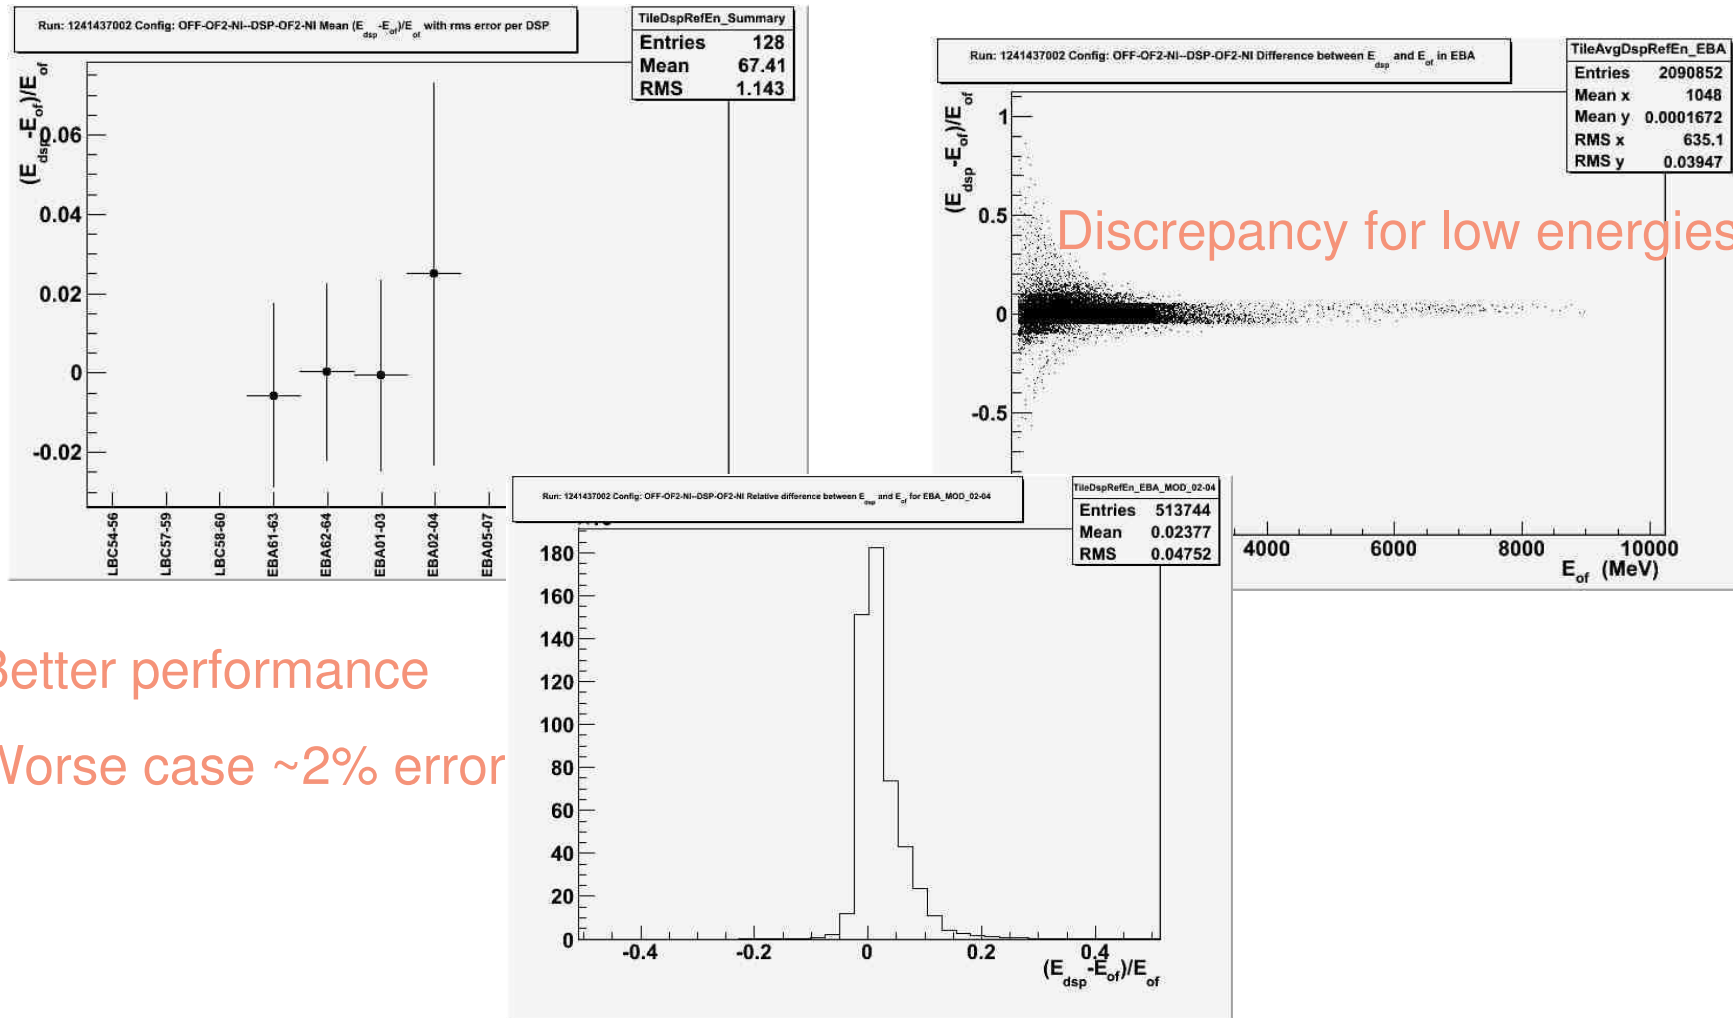 Run: 1241437002 Config: OFF-OF2-NI--DSP-OF2-NI Mean (E_dsp -E_of)/E_of with rms error per DSP
TileDspRefEn_Summary
Entries 128
Mean 67.41
RMS 1.143
(E_dsp -E_of)/E_of
0.06
0.04
0.02
0
-0.02
LBC54-56
LBC57-59
LBC58-60
EBA61-63
EBA62-64
EBA01-03
EBA02-04
EBA05-07
Run: 1241437002 Config: OFF-OF2-NI--DSP-OF2-NI Difference between E_dsp and E_of in EBA
TileAvgDspRefEn_EBA
Entries 2090852
Mean x 1048
Mean y 0.0001672
RMS x 635.1
RMS y 0.03947
(E_dsp -E_of)/E_of
1
0.5
0
-0.5
Discrepancy for low energies
4000 6000 8000 10000
E_of (MeV)
Run: 1241437002 Config: OFF-OF2-NI--DSP-OF2-NI Relative difference between E_dsp and E_of for EBA_MOD_02-04
TileDspRefEn_EBA_MOD_02-04
Entries 513744
Mean 0.02377
RMS 0.04752
180
160
140
120
100
80
60
40
20
0
-0.4 -0.2 0 0.2 0.4
(E_dsp -E_of)/E_of
Better performance
Worse case ~2% error